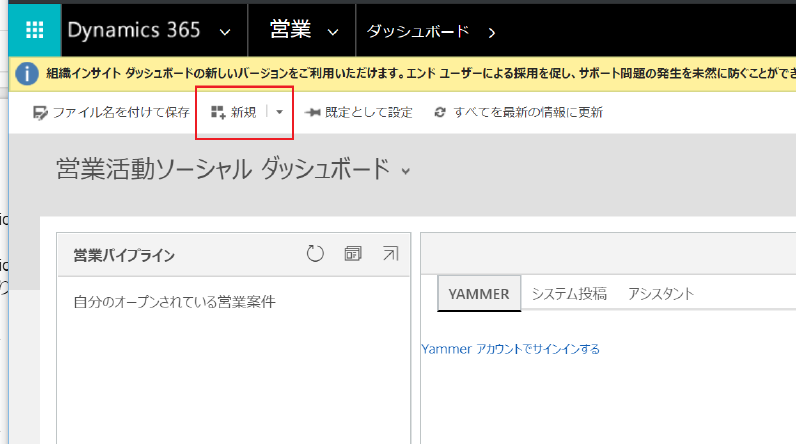 Dynamics 365 営業 ダッシュボード
組織インサイト ダッシュボードの新しいバージョンをご利用いただけます。エンド ユーザーによる採用を促し、サポート問題の発生を未然に防ぐことができ
ファイル名を付けて保存 新規 既定として設定 すべてを最新の情報に更新
営業活動ソーシャル ダッシュボード
営業パイプライン
自分のオープンされている営業案件
YAMMER システム投稿 アシスタント
Yammer アカウントでサインインする